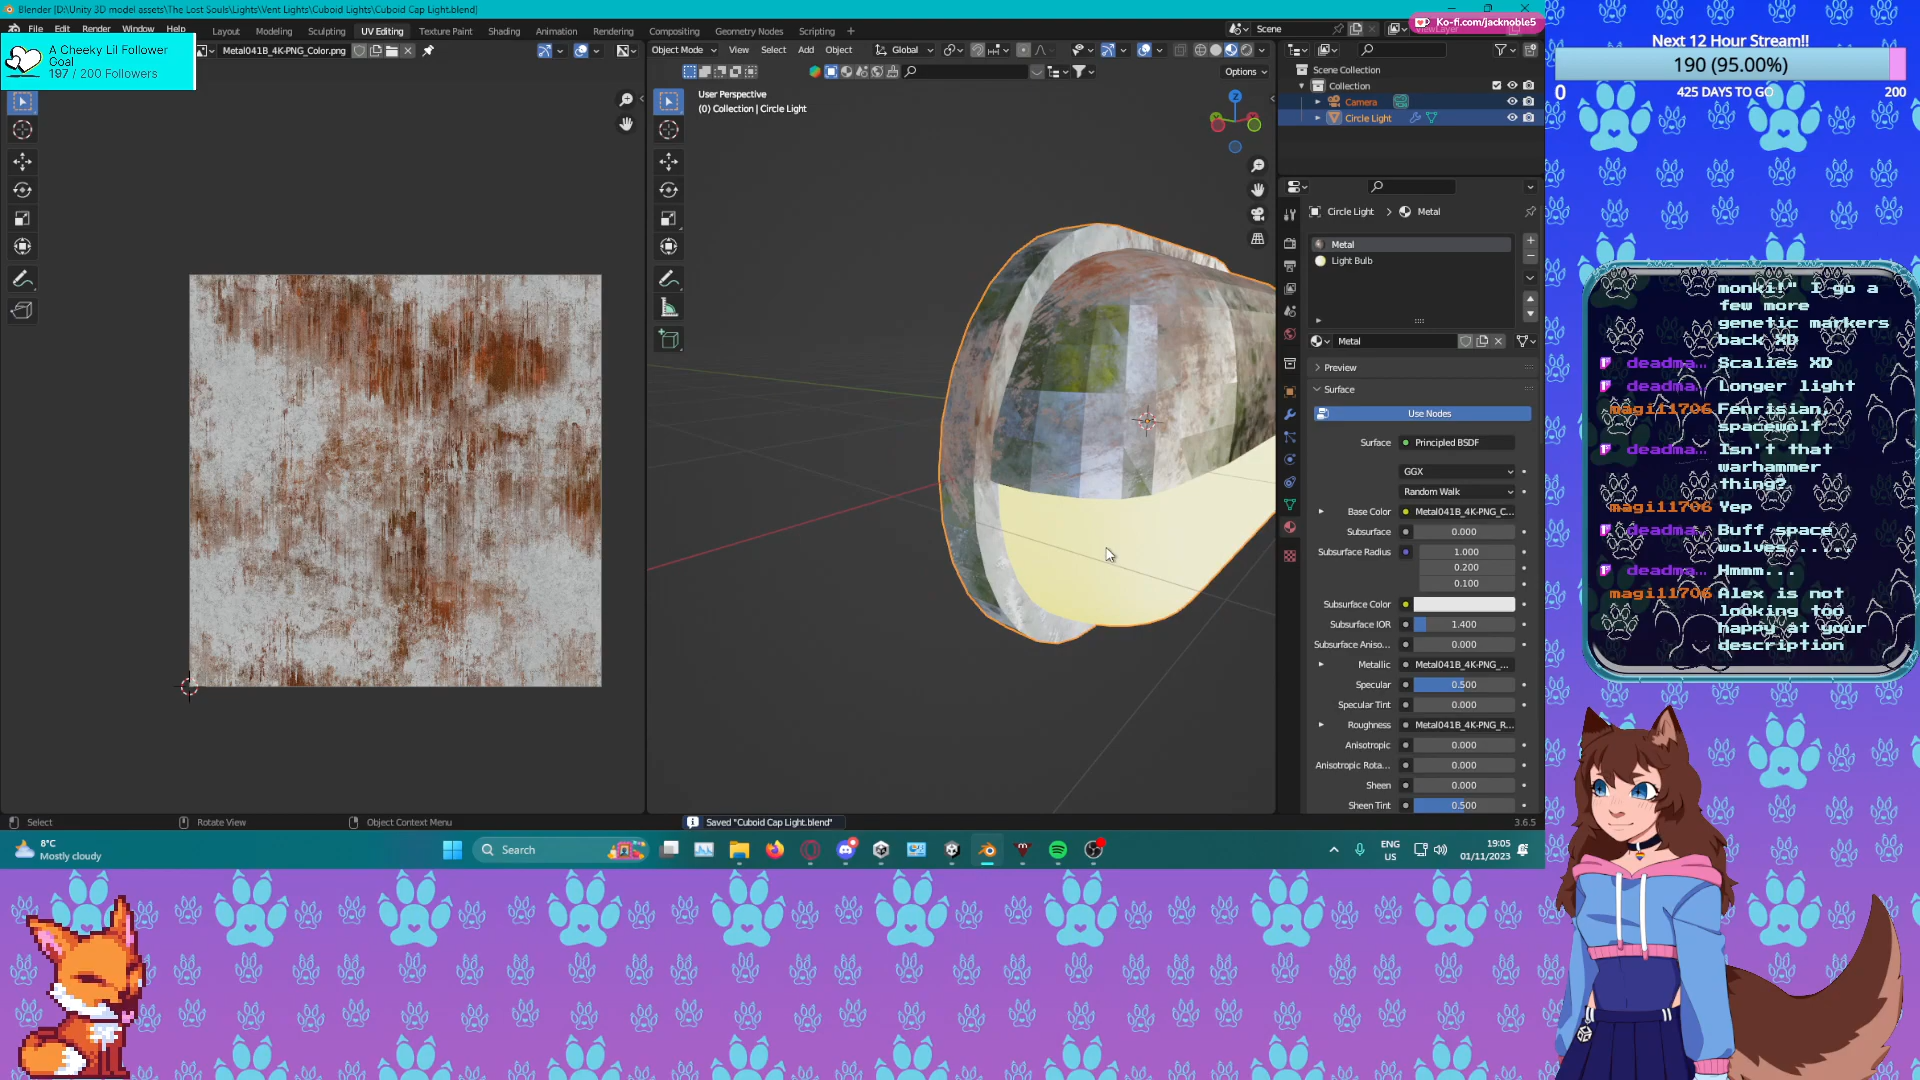 Blender [D:\Unity 3D model assets\The Lost Souls\Lights\Vent Lights\Cuboid Lights\Cuboid Cap Light.blend]
File Edit Render Window Help
Layout Modeling Sculpting UV Editing Texture Paint Shading Animation Rendering Compositing Geometry Nodes Scripting +
Scene
Ko-fi.com/jacknoble5
A Cheeky Lil Follower
Goal
197 / 200 Followers
Metal041B_4K-PNG_Color.png
Object Mode View Select Add Object Global
Options
User Perspective
(0) Collection | Circle Light
Z
Scene Collection
Collection
Camera
Circle Light
Circle Light > Metal
Metal
Light Bulb
Metal
Preview
Surface
Use Nodes
Surface Principled BSDF
GGX
Random Walk
Base Color Metal041B_4K-PNG_C...
Subsurface 0.000
Subsurface Radius 1.000
0.200
0.100
Subsurface Color
Subsurface IOR 1.400
Subsurface Aniso... 0.000
Metallic Metal041B_4K-PNG_...
Specular 0.500
Specular Tint 0.000
Roughness Metal041B_4K-PNG_R...
Anisotropic 0.000
Anisotropic Rota... 0.000
Sheen 0.000
Sheen Tint 0.500
Select Rotate View Object Context Menu
Saved "Cuboid Cap Light.blend"
3.6.5
8°C
Mostly cloudy
Search
ENG
US
19:05
01/11/2023
Next 12 Hour Stream!!
190 (95.00%)
0 425 DAYS TO GO 200
monki!" I go a
few more
genetic markers
back XD
deadma... Scalies XD
deadma... Longer light
magi11706 Fenrisian,
spacewolf
deadma... Isn't that
warhammer
thing?
magi11706 Yep
deadma... Buff space
wolves......
deadma... Hmmm...
magi11706 Alex is not
looking too
happy at your
description